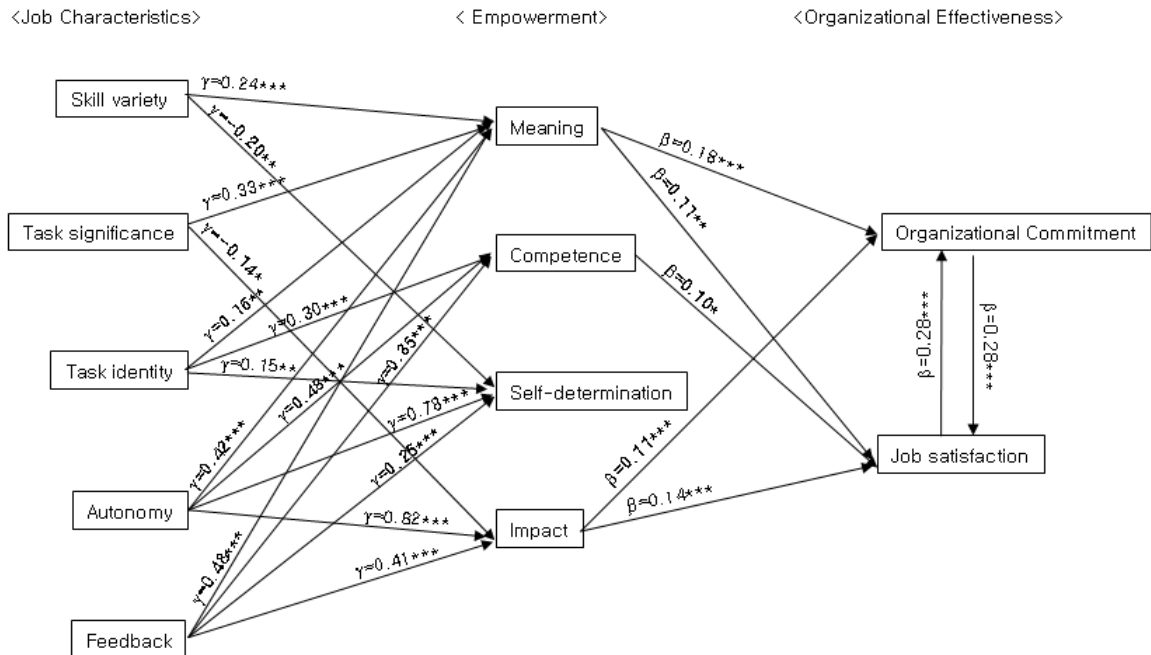 <Job Characteristics>
< Empowerment>
<Organizational Effectiveness>
Skill variety
γ=0.24***
γ=-0.20**
Meaning
β=0.18***
β=0.17**
Task significance
γ=0.33***
γ=-0.14*
Competence
β=0.10*
Organizational Commitment
γ=0.16**
γ=0.30***
γ=0.35***
β=0.28***
β=0.28***
Task identity
γ=0.15**
γ=0.48***
Self-determination
γ=0.78***
γ=0.25***
β=0.11***
Job satisfaction
γ=0.42***
Autonomy
γ=0.82***
Impact
β=0.14***
γ=0.48***
γ=0.41***
Feedback